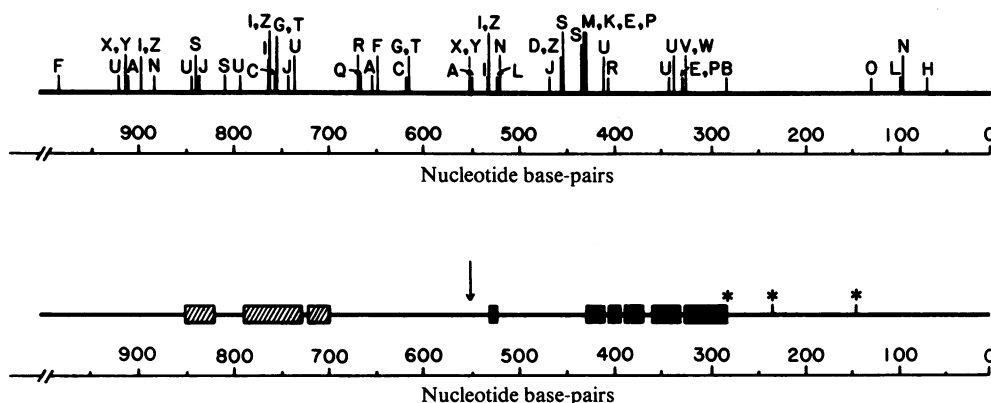 I,Z G,T I,Z S M,K,E,P
X,Y I,Z S I U R F G,T X,Y N D,Z S U U V,W N
F U A N U J S U C J Q A C A I L J R U E,P B O L H
900 800 700 600 500 400 300 200 100 0
Nucleotide base-pairs
* * *
900 800 700 600 500 400 300 200 100 0
Nucleotide base-pairs